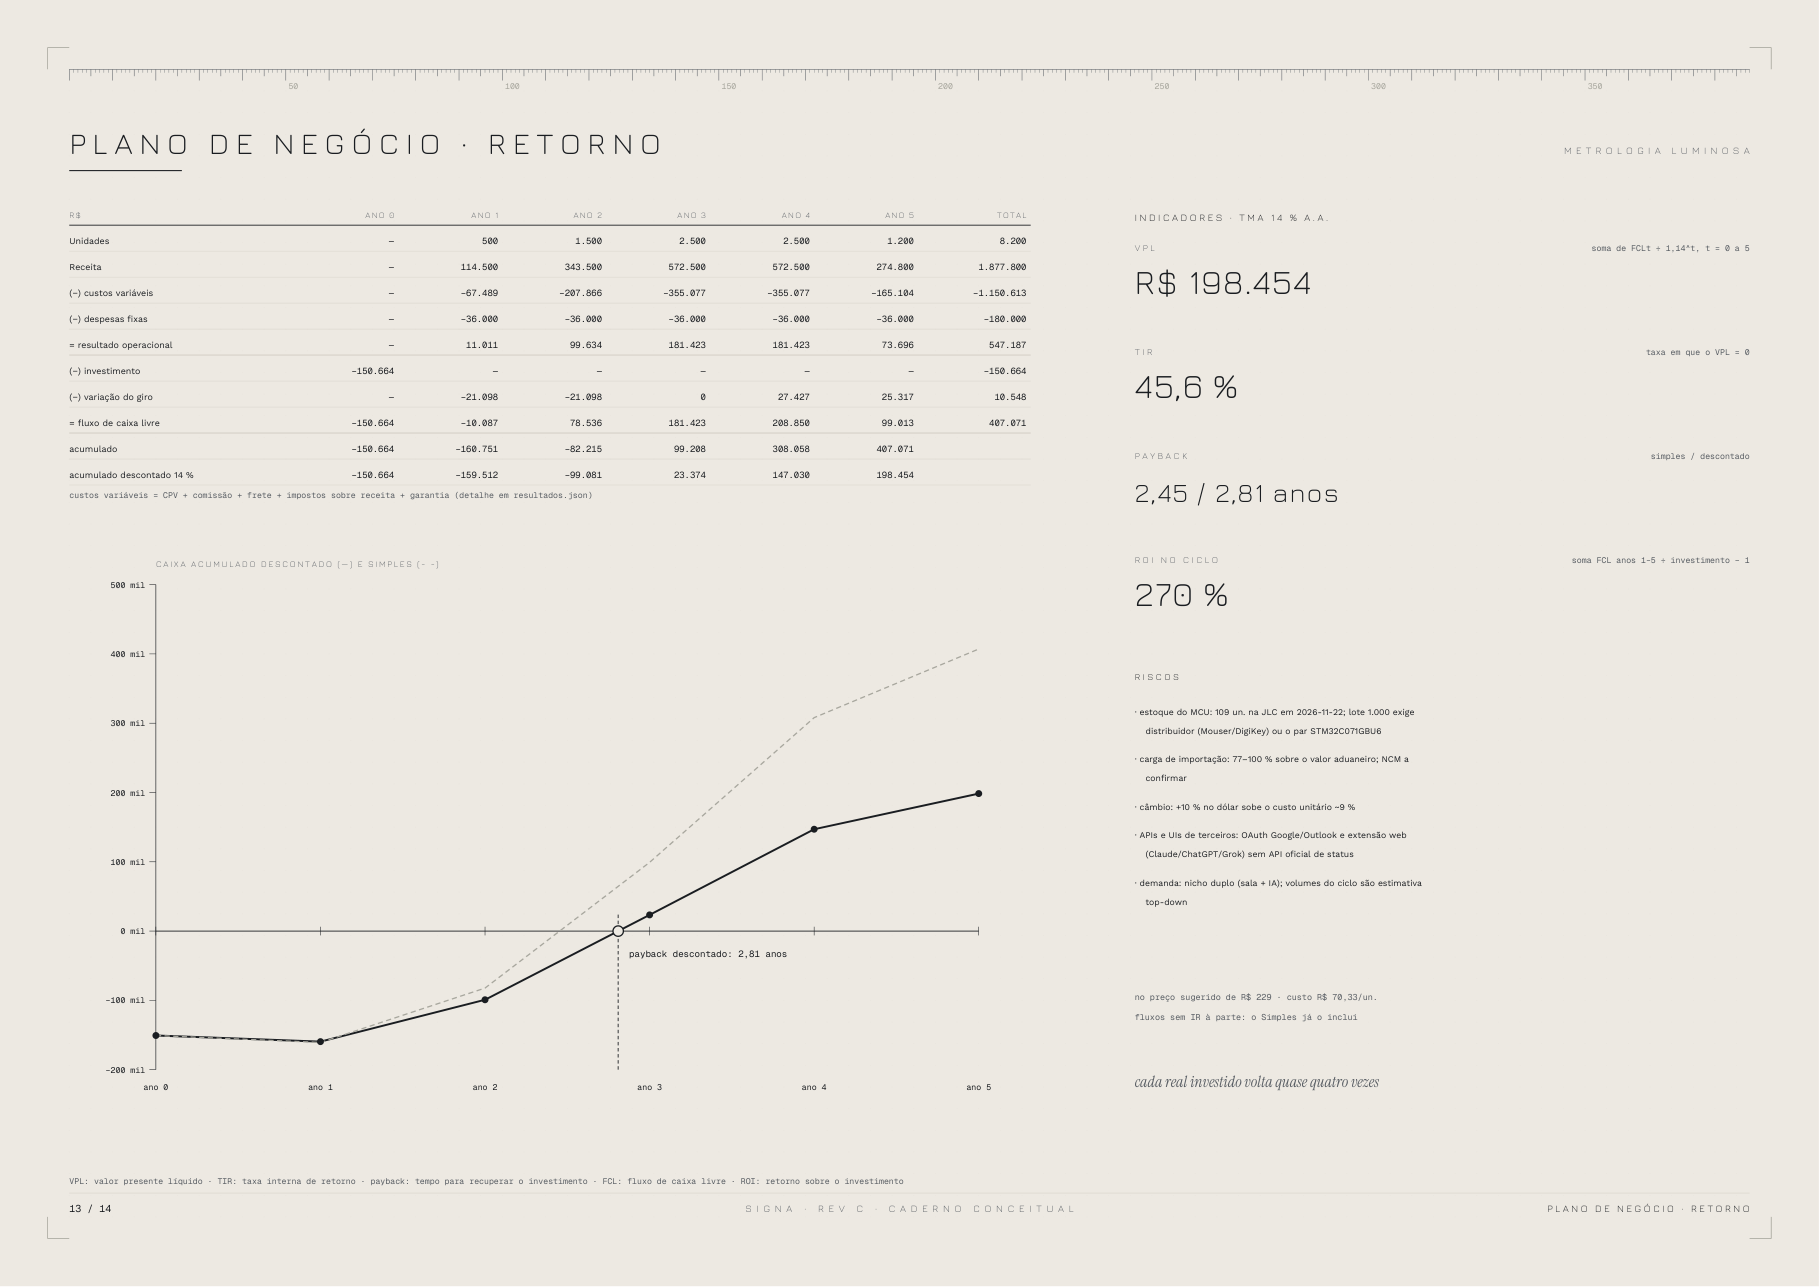 50 100 150 200 250 300 350
PLANO DE NEGÓCIO · RETORNO
METROLOGIA LUMINOSA
R$ ANO 0 ANO 1 ANO 2 ANO 3 ANO 4 ANO 5 TOTAL
Unidades — 500 1.500 2.500 2.500 1.200 8.200
Receita — 114.500 343.500 572.500 572.500 274.800 1.877.800
(−) custos variáveis — −67.489 −207.866 −355.077 −355.077 −165.104 −1.150.613
(−) despesas fixas — −36.000 −36.000 −36.000 −36.000 −36.000 −180.000
= resultado operacional — 11.011 99.634 181.423 181.423 73.696 547.187
(−) investimento −150.664 — — — — — −150.664
(−) variação do giro — −21.098 −21.098 0 27.427 25.317 10.548
= fluxo de caixa livre −150.664 −10.087 78.536 181.423 208.850 99.013 407.071
acumulado −150.664 −160.751 −82.215 99.208 308.058 407.071
acumulado descontado 14 % −150.664 −159.512 −99.081 23.374 147.030 198.454
custos variáveis = CPV + comissão + frete + impostos sobre receita + garantia (detalhe em resultados.json)
CAIXA ACUMULADO DESCONTADO (—) E SIMPLES (- -)
500 mil
400 mil
300 mil
200 mil
100 mil
0 mil
−100 mil
−200 mil
payback descontado: 2,81 anos
ano 0 ano 1 ano 2 ano 3 ano 4 ano 5
INDICADORES · TMA 14 % A.A.
VPL soma de FCLt ÷ 1,14^t, t = 0 a 5
R$ 198.454
TIR taxa em que o VPL = 0
45,6 %
PAYBACK simples / descontado
2,45 / 2,81 anos
ROI NO CICLO soma FCL anos 1–5 ÷ investimento − 1
270 %
RISCOS
· estoque do MCU: 109 un. na JLC em 2026-11-22; lote 1.000 exige
distribuidor (Mouser/DigiKey) ou o par STM32C071GBU6
· carga de importação: 77–100 % sobre o valor aduaneiro; NCM a
confirmar
· câmbio: +10 % no dólar sobe o custo unitário ~9 %
· APIs e UIs de terceiros: OAuth Google/Outlook e extensão web
(Claude/ChatGPT/Grok) sem API oficial de status
· demanda: nicho duplo (sala + IA); volumes do ciclo são estimativa
top-down
no preço sugerido de R$ 229 · custo R$ 70,33/un.
fluxos sem IR à parte: o Simples já o inclui
cada real investido volta quase quatro vezes
VPL: valor presente líquido · TIR: taxa interna de retorno · payback: tempo para recuperar o investimento · FCL: fluxo de caixa livre · ROI: retorno sobre o investimento
13 / 14
SIGNA · REV C · CADERNO CONCEITUAL
PLANO DE NEGÓCIO · RETORNO